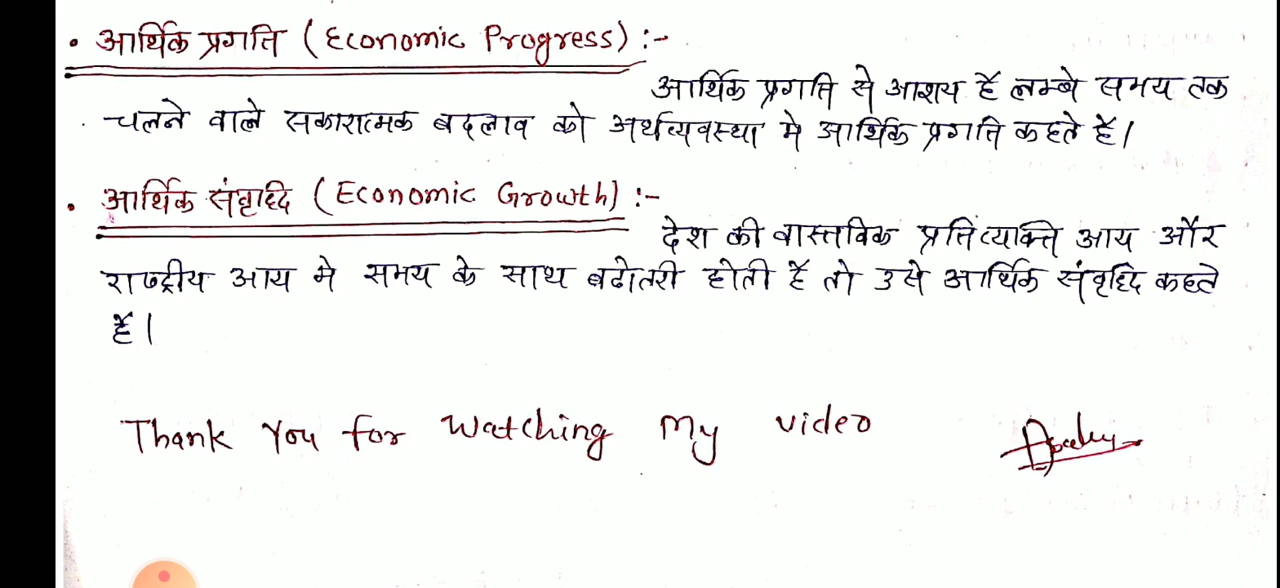 • आर्थिक प्रगति (Economic Progress) :-
आर्थिक प्रगति से आशय हैं लम्बे समय तक
चलने वाले सकारात्मक बदलाव को अर्थव्यवस्था मे आर्थिक प्रगति कहते हैं।
• आर्थिक संवृध्दि (Economic Growth) :-
देश की वास्तविक प्रतिव्यक्ति आय और
राष्ट्रीय आय मे समय के साथ बढोतरी होती हैं तो उसे आर्थिक संवृध्दि कहते
हैं।
Thank You for Watching My video